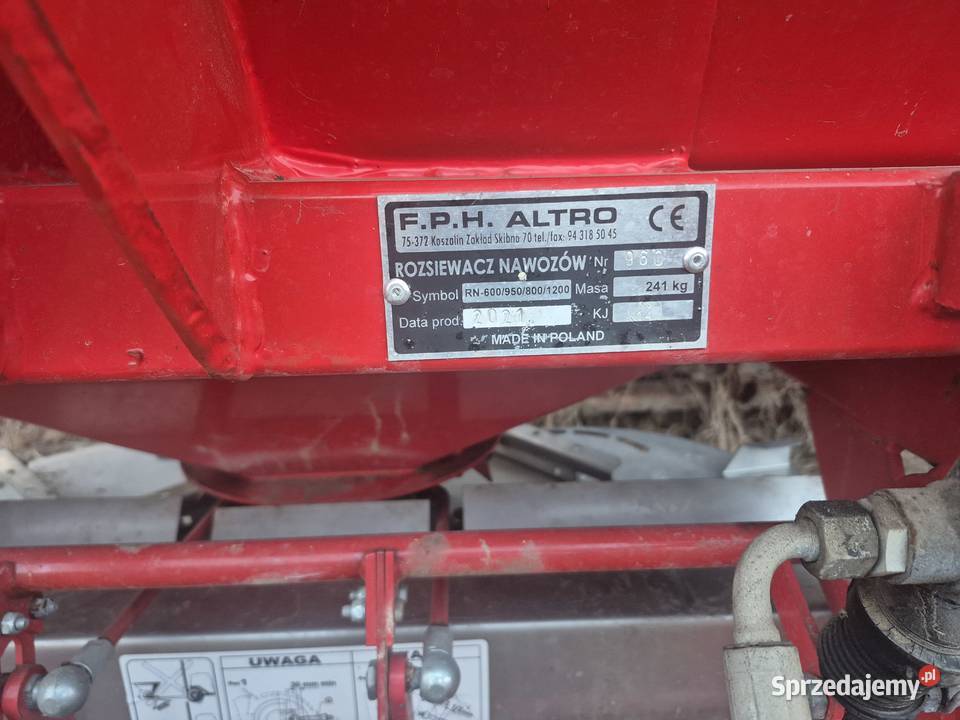 F.P.H. ALTRO CE
75-372 Koszalin Zakład Skibno 70 tel./fax: 94 318 50 45
ROZSIEWACZ NAWOZÓW Nr
Symbol RN-600/950/800/1200 Masa 241 kg
Data prod. 2021 KJ
MADE IN POLAND
UWAGA
Sprzedajemy.pl